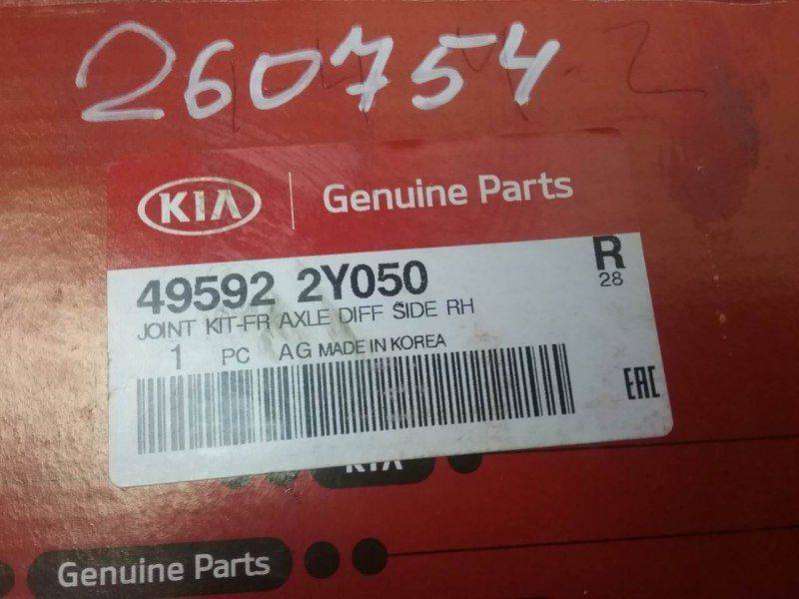 260754
KIA Genuine Parts
49592 2Y050 R
JOINT KIT-FR AXLE DIFF SIDE RH 28
1 PC AG MADE IN KOREA
EAC
KIA
Genuine Parts